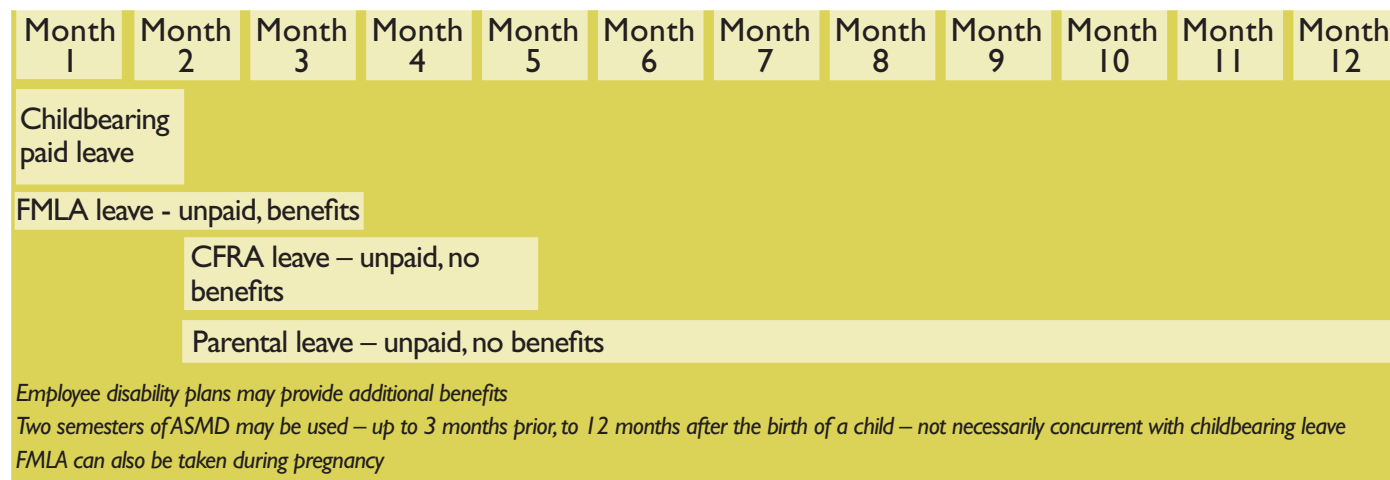 Month Month Month Month Month Month Month Month Month Month Month Month
1 2 3 4 5 6 7 8 9 10 11 12
Childbearing
paid leave
FMLA leave - unpaid, benefits
CFRA leave – unpaid, no
benefits
Parental leave – unpaid, no benefits
Employee disability plans may provide additional benefits
Two semesters of ASMD may be used – up to 3 months prior, to 12 months after the birth of a child – not necessarily concurrent with childbearing leave
FMLA can also be taken during pregnancy